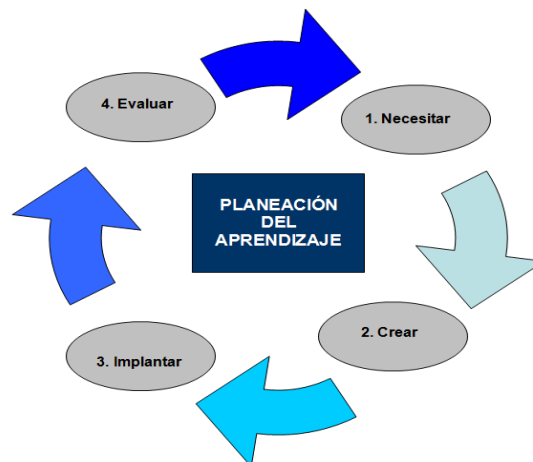 4. Evaluar
1. Necesitar
PLANEACIÓN
DEL
APRENDIZAJE
2. Crear
3. Implantar